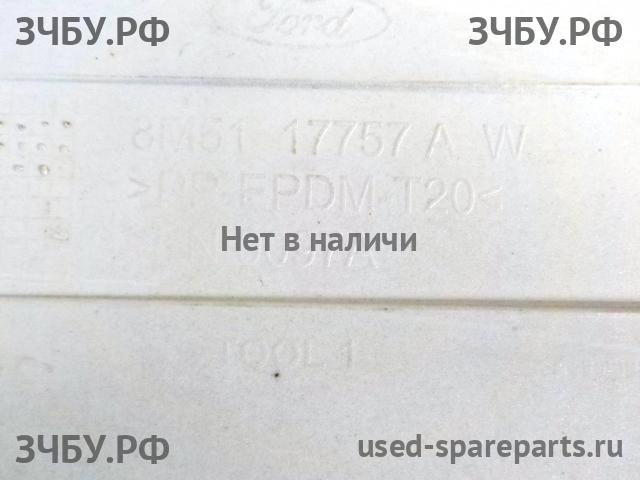 ЗЧБУ.РФ
ЗЧБУ.РФ
Ford
8M51 17757 A W
>PP-EPDM-T20<
Нет в наличи
TOOL 1
ЗЧБУ.РФ
used-spareparts.ru